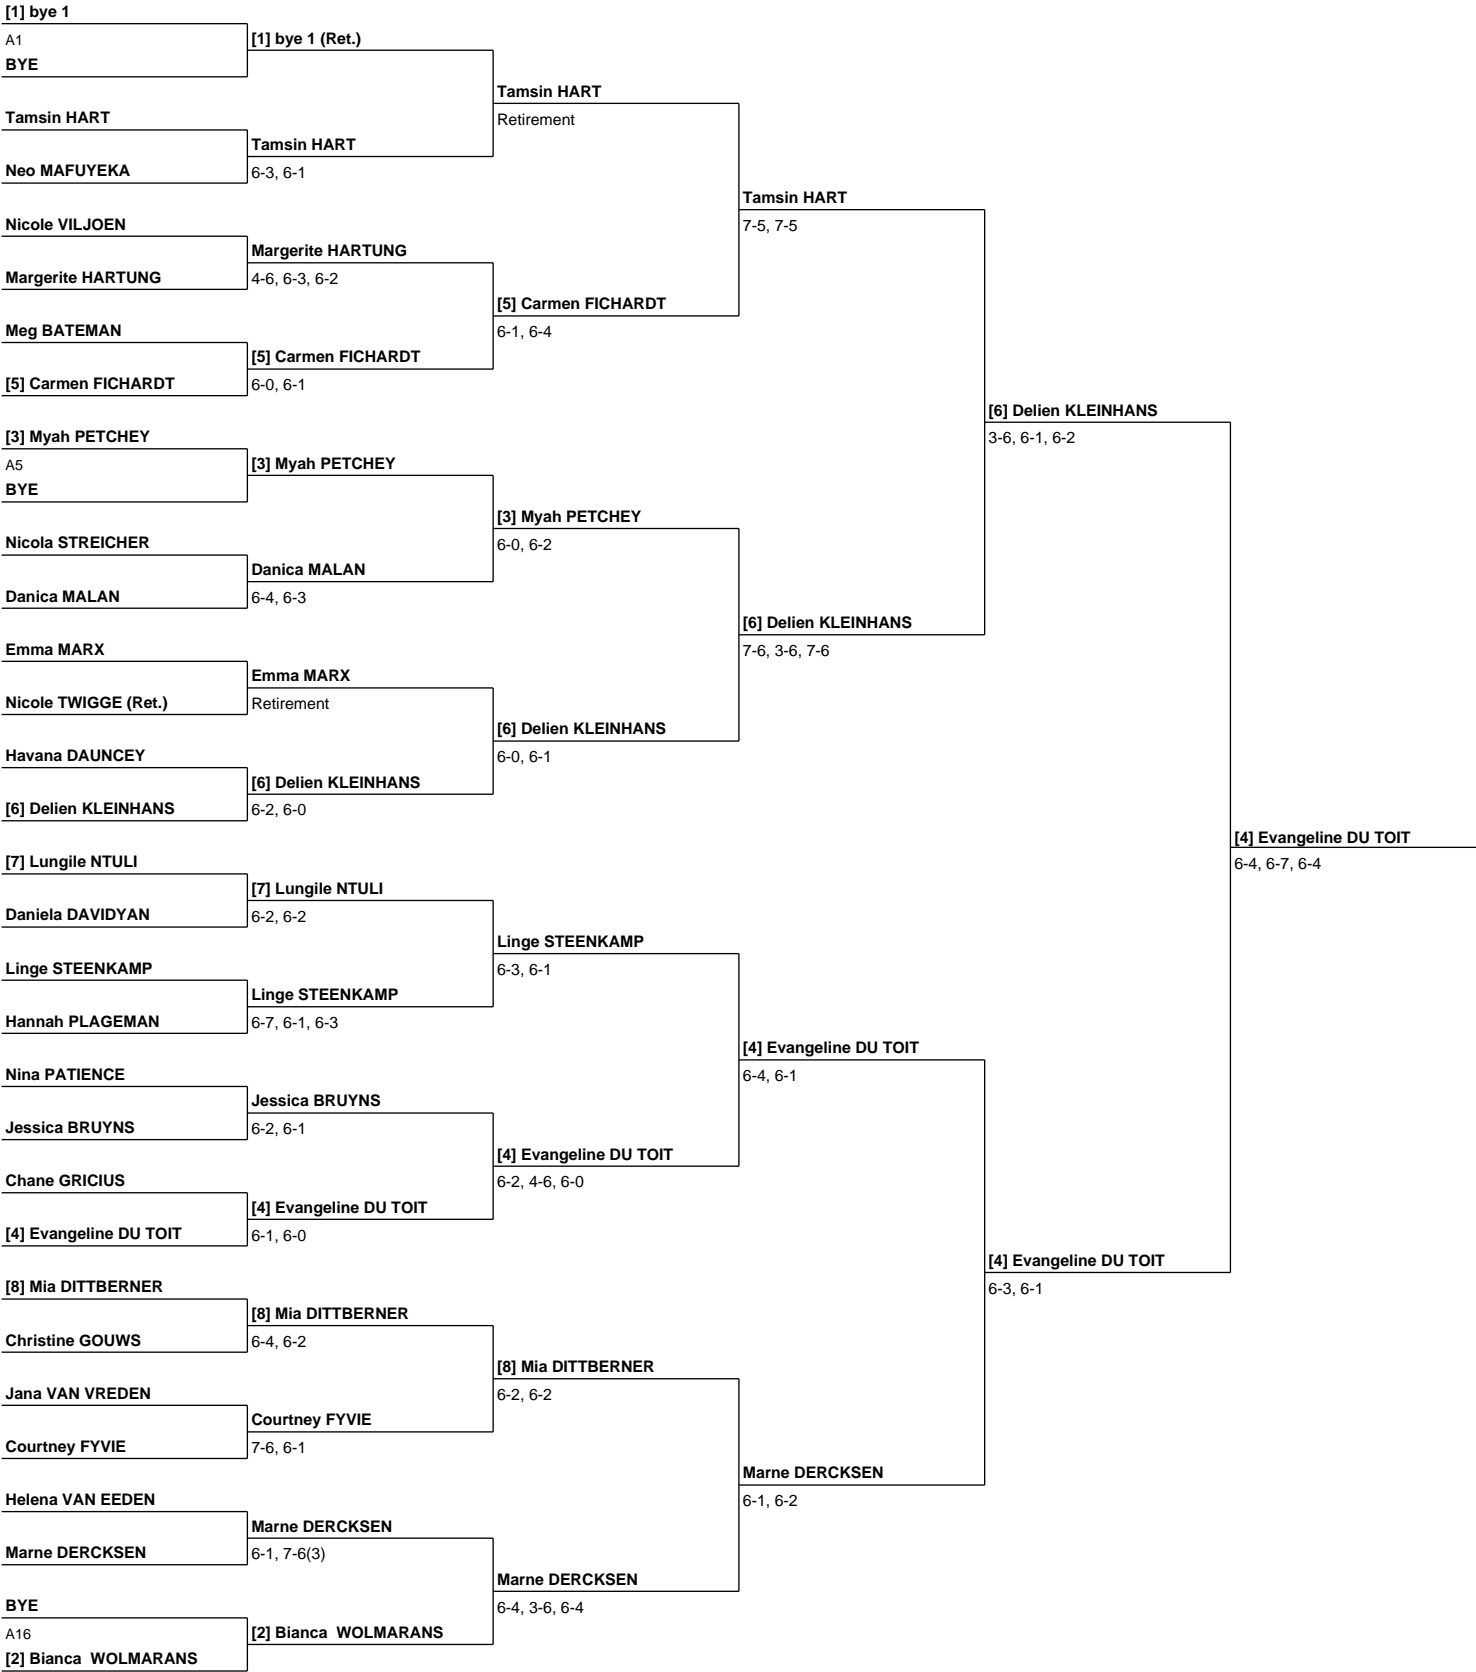 [1] bye 1
A1
BYE
Tamsin HART
Neo MAFUYEKA
Nicole VILJOEN
Margerite HARTUNG
Meg BATEMAN
[5] Carmen FICHARDT
[3] Myah PETCHEY
A5
BYE
Nicola STREICHER
Danica MALAN
Emma MARX
Nicole TWIGGE (Ret.)
Havana DAUNCEY
[6] Delien KLEINHANS
[7] Lungile NTULI
Daniela DAVIDYAN
Linge STEENKAMP
Hannah PLAGEMAN
Nina PATIENCE
Jessica BRUYNS
Chane GRICIUS
[4] Evangeline DU TOIT
[8] Mia DITTBERNER
Christine GOUWS
Jana VAN VREDEN
Courtney FYVIE
Helena VAN EEDEN
Marne DERCKSEN
BYE
A16
[2] Bianca  WOLMARANS
[1] bye 1 (Ret.)
Tamsin HART
6-3, 6-1
Margerite HARTUNG
4-6, 6-3, 6-2
[5] Carmen FICHARDT
6-0, 6-1
[3] Myah PETCHEY
Danica MALAN
6-4, 6-3
Emma MARX
Retirement
[6] Delien KLEINHANS
6-2, 6-0
[7] Lungile NTULI
6-2, 6-2
Linge STEENKAMP
6-7, 6-1, 6-3
Jessica BRUYNS
6-2, 6-1
[4] Evangeline DU TOIT
6-1, 6-0
[8] Mia DITTBERNER
6-4, 6-2
Courtney FYVIE
7-6, 6-1
Marne DERCKSEN
6-1, 7-6(3)
[2] Bianca  WOLMARANS
Tamsin HART
Retirement
[5] Carmen FICHARDT
6-1, 6-4
[3] Myah PETCHEY
6-0, 6-2
[6] Delien KLEINHANS
6-0, 6-1
Linge STEENKAMP
6-3, 6-1
[4] Evangeline DU TOIT
6-2, 4-6, 6-0
[8] Mia DITTBERNER
6-2, 6-2
Marne DERCKSEN
6-4, 3-6, 6-4
Tamsin HART
7-5, 7-5
[6] Delien KLEINHANS
7-6, 3-6, 7-6
[4] Evangeline DU TOIT
6-4, 6-1
Marne DERCKSEN
6-1, 6-2
[6] Delien KLEINHANS
3-6, 6-1, 6-2
[4] Evangeline DU TOIT
6-3, 6-1
[4] Evangeline DU TOIT
6-4, 6-7, 6-4